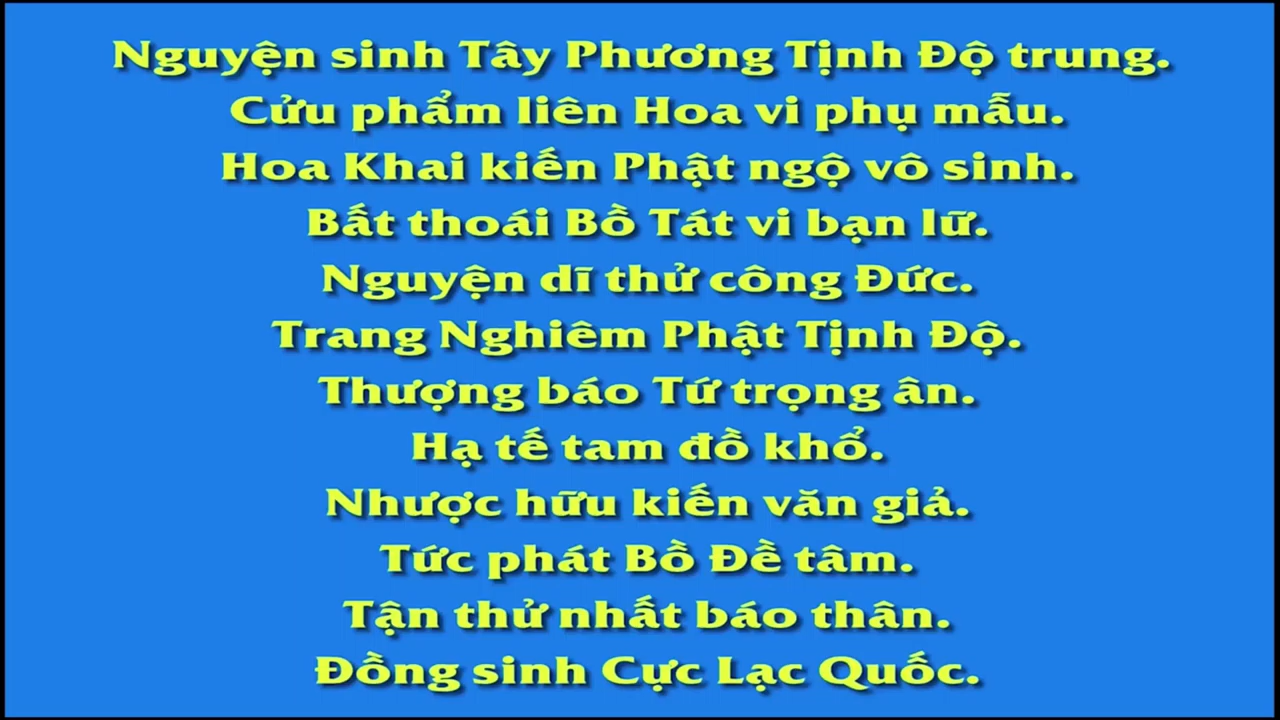 Nguyện sinh Tây Phương Tịnh Độ trung.
Cửu phẩm liên Hoa vi phụ mẫu.
Hoa Khai kiến Phật ngộ vô sinh.
Bất thoái Bồ Tát vi bạn lữ.
Nguyện dĩ thử công Đức.
Trang Nghiêm Phật Tịnh Độ.
Thượng báo Tứ trọng ân.
Hạ tế tam đồ khổ.
Nhược hữu kiến văn giả.
Tức phát Bồ Đề tâm.
Tận thử nhất báo thân.
Đồng sinh Cực Lạc Quốc.